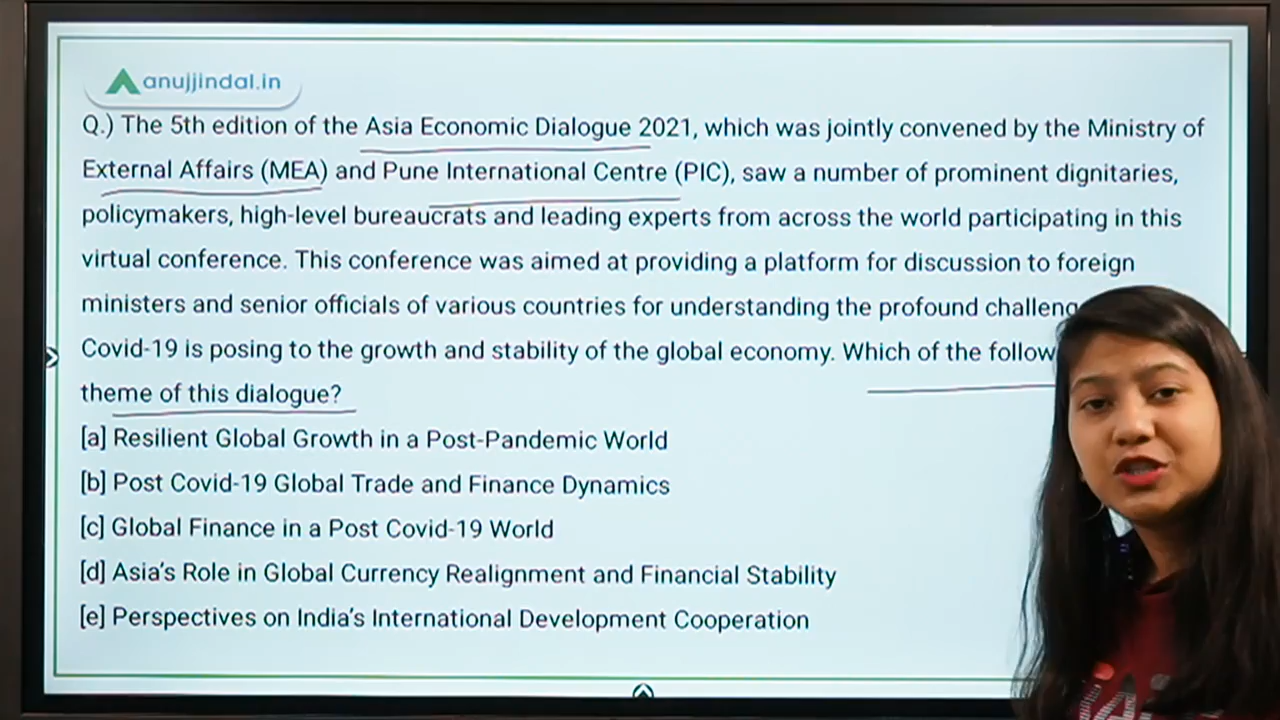 anujjindal.in
Q.) The 5th edition of the Asia Economic Dialogue 2021, which was jointly convened by the Ministry of
External Affairs (MEA) and Pune International Centre (PIC), saw a number of prominent dignitaries,
policymakers, high-level bureaucrats and leading experts from across the world participating in this
virtual conference. This conference was aimed at providing a platform for discussion to foreign
ministers and senior officials of various countries for understanding the profound challeng
Covid-19 is posing to the growth and stability of the global economy. Which of the follow
theme of this dialogue?
[a] Resilient Global Growth in a Post-Pandemic World
[b] Post Covid-19 Global Trade and Finance Dynamics
[c] Global Finance in a Post Covid-19 World
[d] Asia's Role in Global Currency Realignment and Financial Stability
[e] Perspectives on India's International Development Cooperation